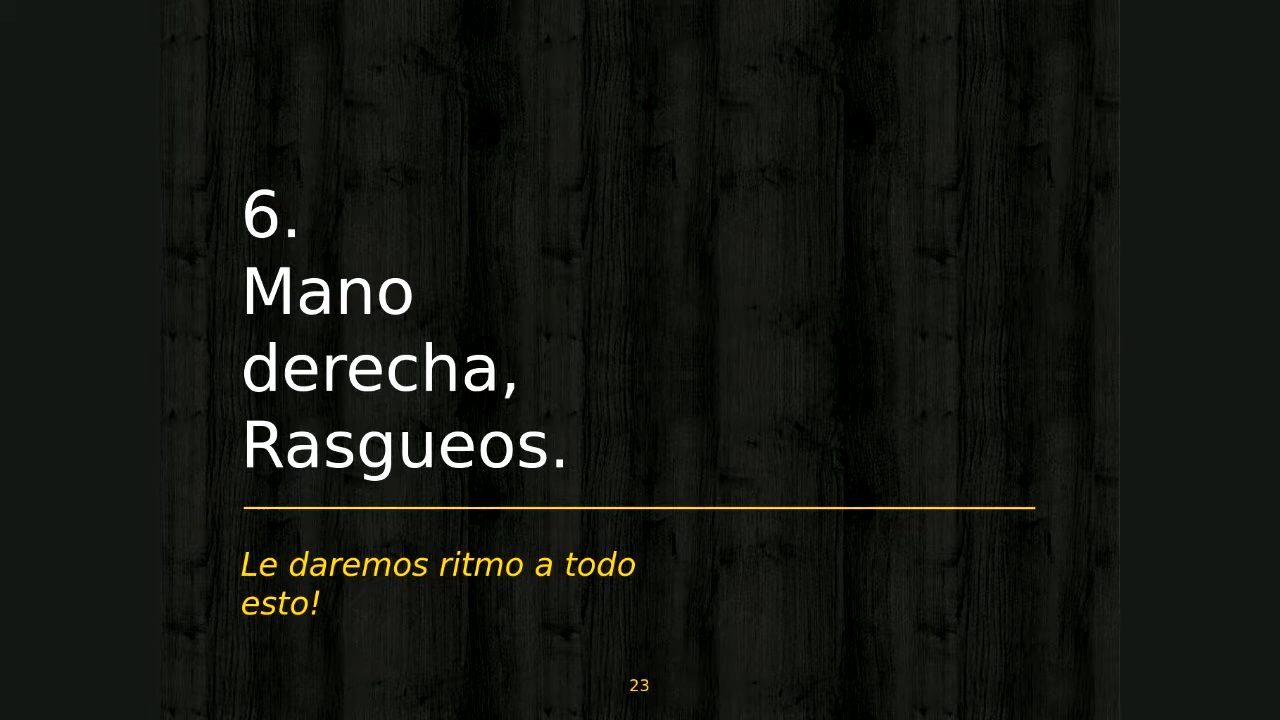 6.
Mano
derecha,
Rasgueos.
Le daremos ritmo a todo
esto!
23